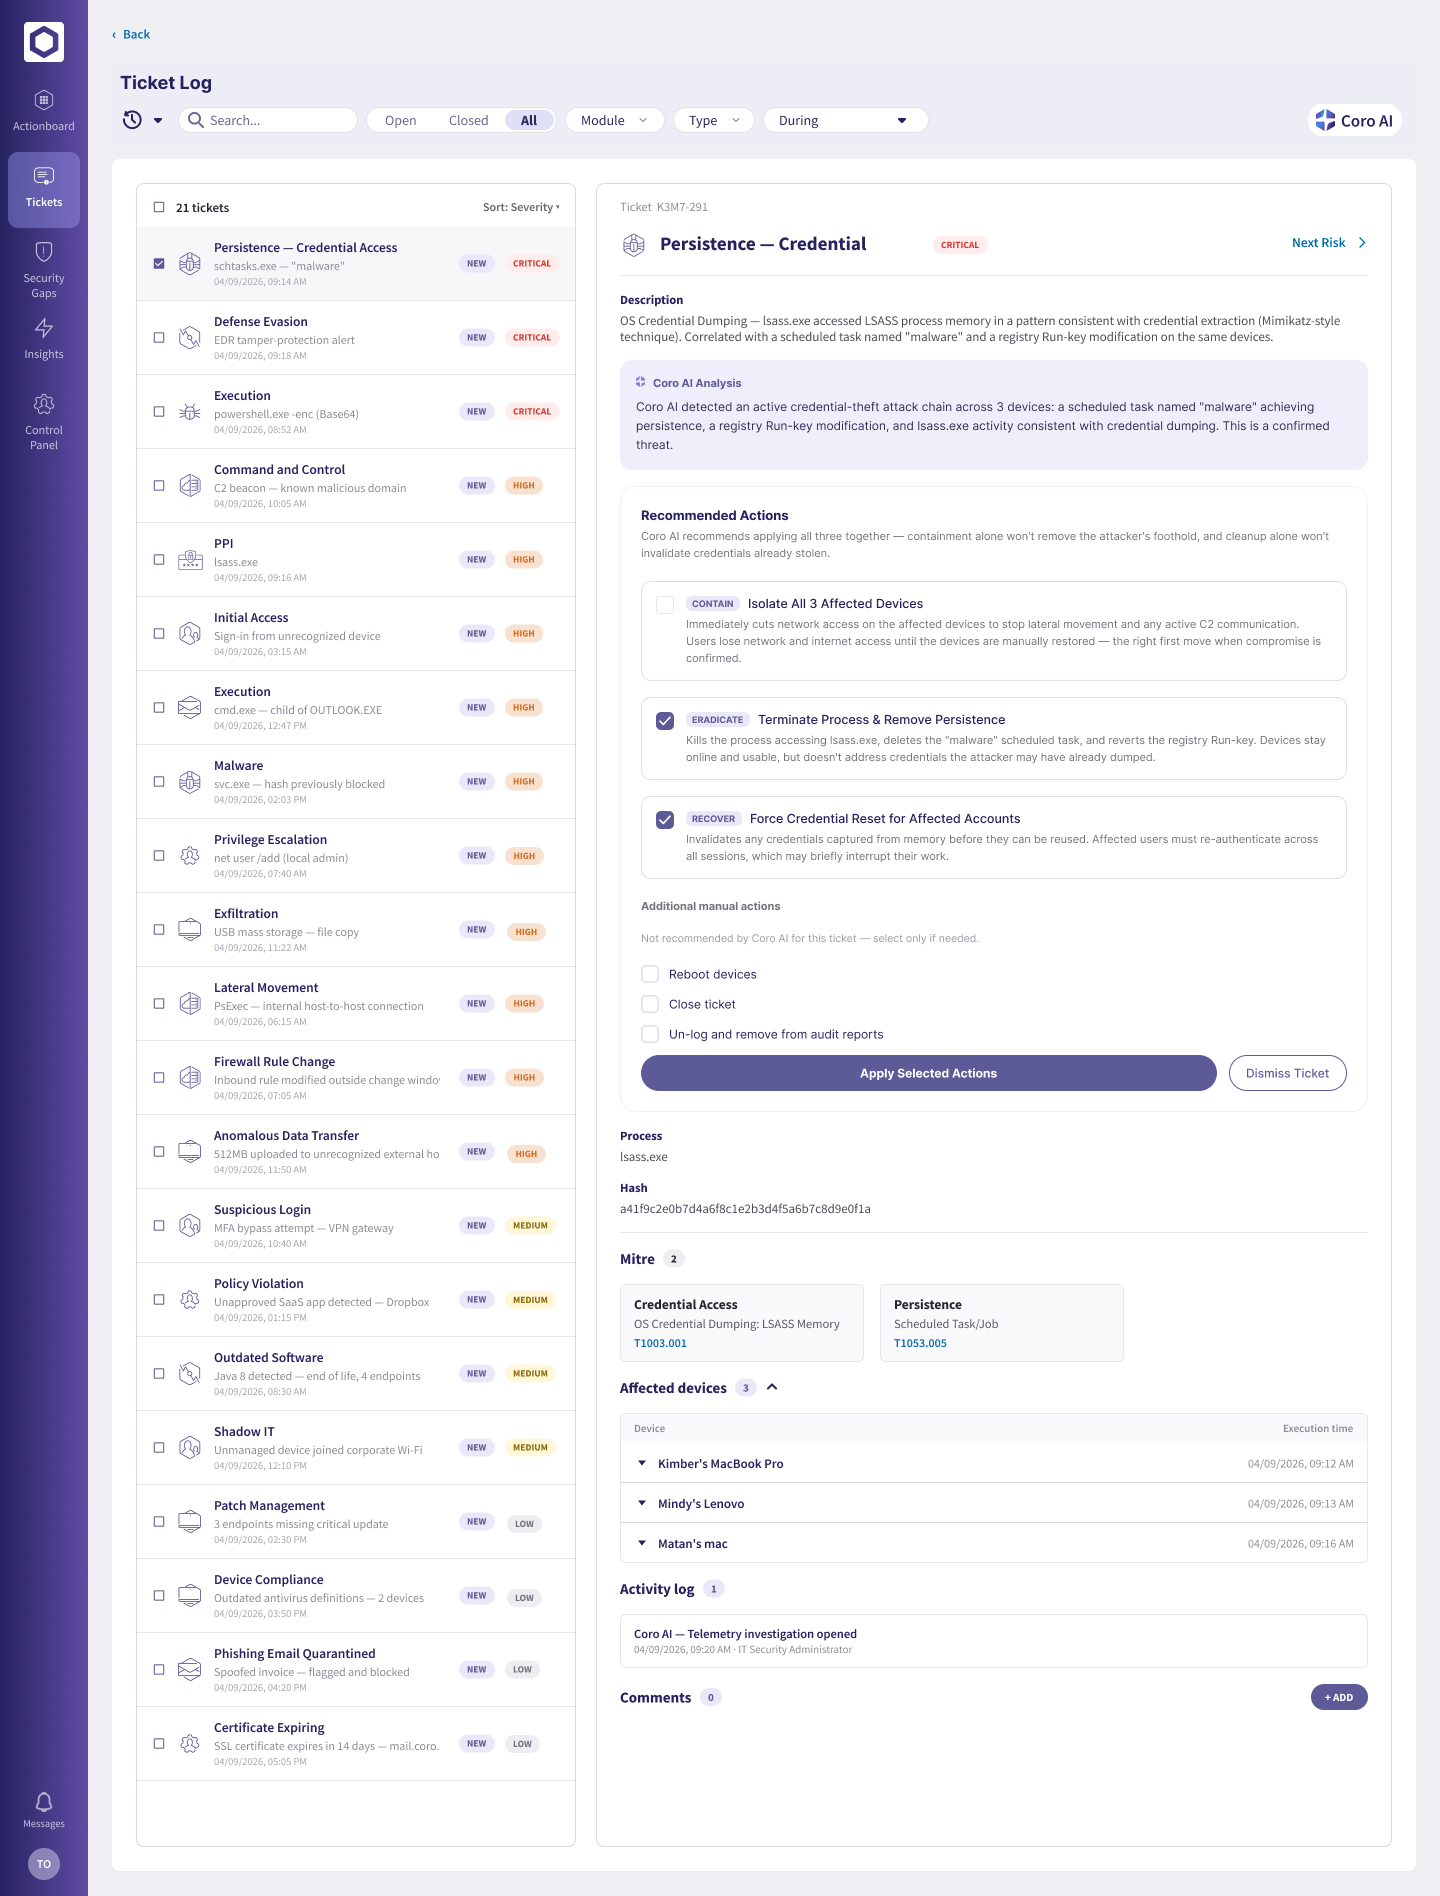 ‹ Back
Ticket Log
Search...
Open
Closed
All
Module
Type
During
Coro AI
Actionboard
Tickets
Security
Gaps
Insights
Control
Panel
Messages
TO
21 tickets
Sort: Severity
Persistence — Credential Access
schtasks.exe — "malware"
04/09/2026, 09:14 AM
NEW
CRITICAL
Defense Evasion
EDR tamper-protection alert
04/09/2026, 09:18 AM
NEW
CRITICAL
Execution
powershell.exe -enc (Base64)
04/09/2026, 08:52 AM
NEW
CRITICAL
Command and Control
C2 beacon — known malicious domain
04/09/2026, 10:05 AM
NEW
HIGH
PPI
lsass.exe
04/09/2026, 09:16 AM
NEW
HIGH
Initial Access
Sign-in from unrecognized device
04/09/2026, 03:15 AM
NEW
HIGH
Execution
cmd.exe — child of OUTLOOK.EXE
04/09/2026, 12:47 PM
NEW
HIGH
Malware
svc.exe — hash previously blocked
04/09/2026, 02:03 PM
NEW
HIGH
Privilege Escalation
net user /add (local admin)
04/09/2026, 07:40 AM
NEW
HIGH
Exfiltration
USB mass storage — file copy
04/09/2026, 11:22 AM
NEW
HIGH
Lateral Movement
PsExec — internal host-to-host connection
04/09/2026, 06:15 AM
NEW
HIGH
Firewall Rule Change
Inbound rule modified outside change windo
04/09/2026, 07:05 AM
NEW
HIGH
Anomalous Data Transfer
512MB uploaded to unrecognized external ho
04/09/2026, 11:50 AM
NEW
HIGH
Suspicious Login
MFA bypass attempt — VPN gateway
04/09/2026, 10:40 AM
NEW
MEDIUM
Policy Violation
Unapproved SaaS app detected — Dropbox
04/09/2026, 01:15 PM
NEW
MEDIUM
Outdated Software
Java 8 detected — end of life, 4 endpoints
04/09/2026, 08:30 AM
NEW
MEDIUM
Shadow IT
Unmanaged device joined corporate Wi-Fi
04/09/2026, 12:10 PM
NEW
MEDIUM
Patch Management
3 endpoints missing critical update
04/09/2026, 02:30 PM
NEW
LOW
Device Compliance
Outdated antivirus definitions — 2 devices
04/09/2026, 03:50 PM
NEW
LOW
Phishing Email Quarantined
Spoofed invoice — flagged and blocked
04/09/2026, 04:20 PM
NEW
LOW
Certificate Expiring
SSL certificate expires in 14 days — mail.coro.
04/09/2026, 05:05 PM
NEW
LOW
Ticket K3M7-291
Persistence — Credential
CRITICAL
Next Risk
Description
OS Credential Dumping — lsass.exe accessed LSASS process memory in a pattern consistent with credential extraction (Mimikatz-style
technique). Correlated with a scheduled task named "malware" and a registry Run-key modification on the same devices.
Coro AI Analysis
Coro AI detected an active credential-theft attack chain across 3 devices: a scheduled task named "malware" achieving
persistence, a registry Run-key modification, and lsass.exe activity consistent with credential dumping. This is a confirmed
threat.
Recommended Actions
Coro AI recommends applying all three together — containment alone won't remove the attacker's foothold, and cleanup alone won't
invalidate credentials already stolen.
CONTAIN
Isolate All 3 Affected Devices
Immediately cuts network access on the affected devices to stop lateral movement and any active C2 communication.
Users lose network and internet access until the devices are manually restored — the right first move when compromise is
confirmed.
ERADICATE
Terminate Process & Remove Persistence
Kills the process accessing lsass.exe, deletes the "malware" scheduled task, and reverts the registry Run-key. Devices stay
online and usable, but doesn't address credentials the attacker may have already dumped.
RECOVER
Force Credential Reset for Affected Accounts
Invalidates any credentials captured from memory before they can be reused. Affected users must re-authenticate across
all sessions, which may briefly interrupt their work.
Additional manual actions
Not recommended by Coro AI for this ticket — select only if needed.
Reboot devices
Close ticket
Un-log and remove from audit reports
Apply Selected Actions
Dismiss Ticket
Process
lsass.exe
Hash
a41f9c2e0b7d4a6f8c1e2b3d4f5a6b7c8d9e0f1a
Mitre
2
Credential Access
OS Credential Dumping: LSASS Memory
T1003.001
Persistence
Scheduled Task/Job
T1053.005
Affected devices
3
Device
Execution time
Kimber's MacBook Pro
04/09/2026, 09:12 AM
Mindy's Lenovo
04/09/2026, 09:13 AM
Matan's mac
04/09/2026, 09:16 AM
Activity log
1
Coro AI — Telemetry investigation opened
04/09/2026, 09:20 AM · IT Security Administrator
Comments
0
+ ADD